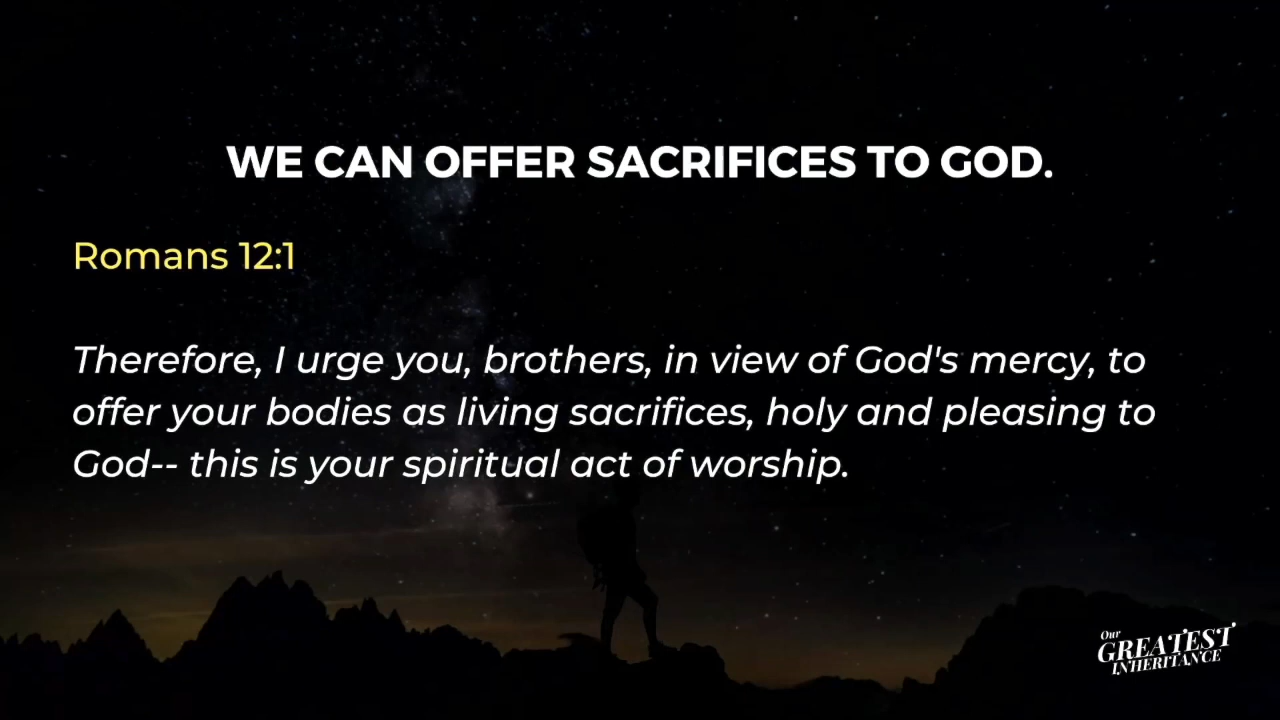 WE CAN OFFER SACRIFICES TO GOD.
Romans 12:1
Therefore, I urge you, brothers, in view of God's mercy, to
offer your bodies as living sacrifices, holy and pleasing to
God-- this is your spiritual act of worship.
Our
GREATEST
INHERITANCE